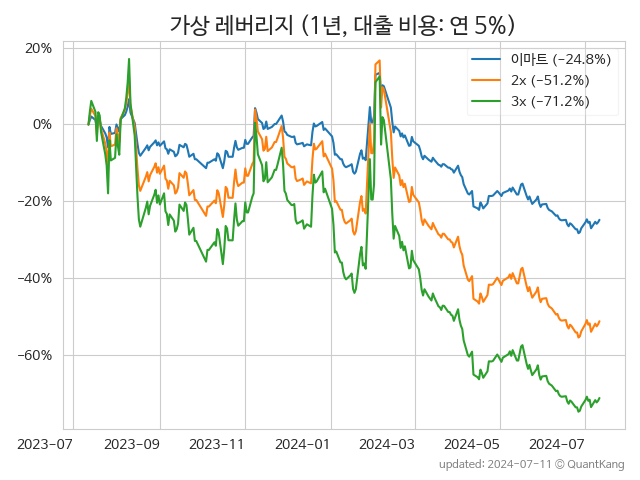 가상 레버리지 (1년, 대출 비용: 연 5%)
20%
0%
−20%
−40%
−60%
이마트 (−24.8%)
2x (−51.2%)
3x (−71.2%)
2023-07
2023-09
2023-11
2024-01
2024-03
2024-05
2024-07
updated: 2024-07-11 © QuantKang